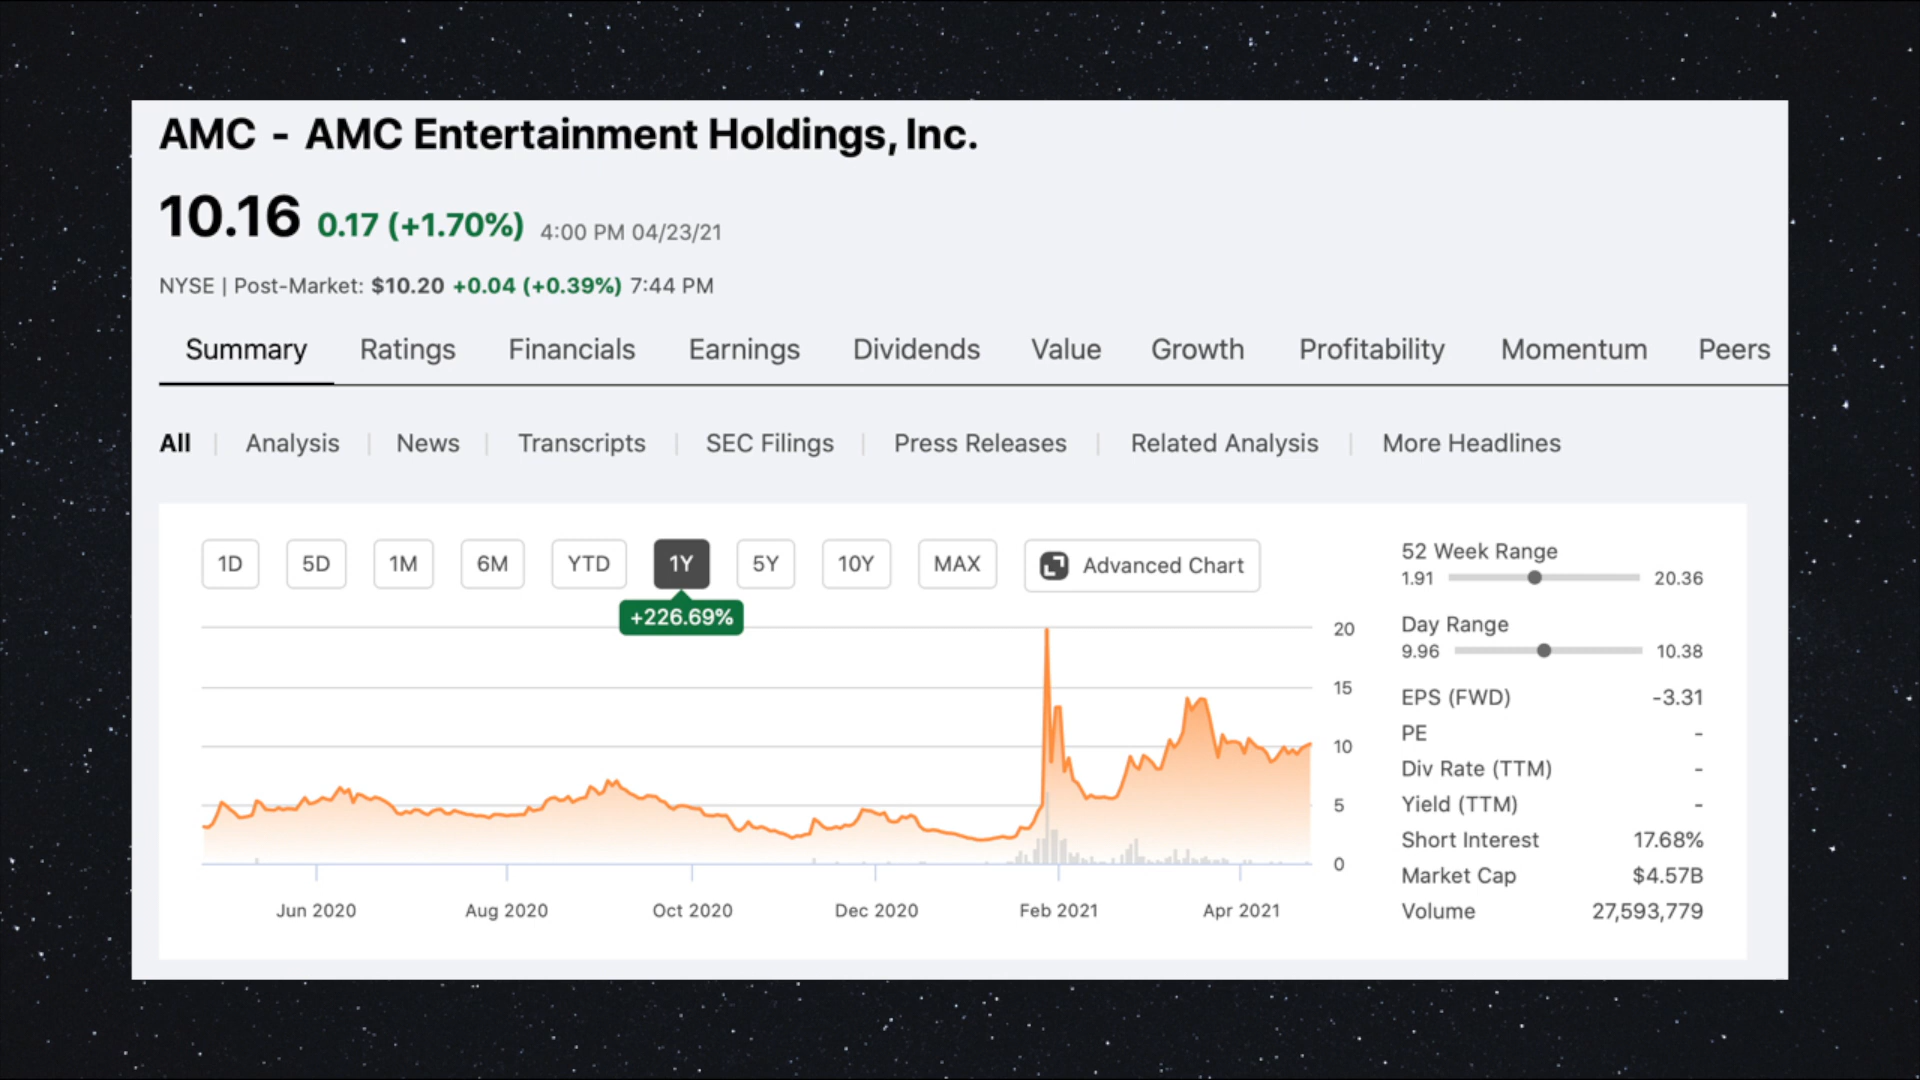 AMC - AMC Entertainment Holdings, Inc.
10.16 0.17 (+1.70%) 4:00 PM 04/23/21
NYSE | Post-Market: $10.20 +0.04 (+0.39%) 7:44 PM
Summary Ratings Financials Earnings Dividends Value Growth Profitability Momentum Peers
All | Analysis | News | Transcripts | SEC Filings | Press Releases | Related Analysis | More Headlines
1D 5D 1M 6M YTD 1Y 5Y 10Y MAX Advanced Chart
+226.69%
20
15
10
5
0
Jun 2020 Aug 2020 Oct 2020 Dec 2020 Feb 2021 Apr 2021
52 Week Range
1.91 20.36
Day Range
9.96 10.38
EPS (FWD) -3.31
PE -
Div Rate (TTM) -
Yield (TTM) -
Short Interest 17.68%
Market Cap $4.57B
Volume 27,593,779